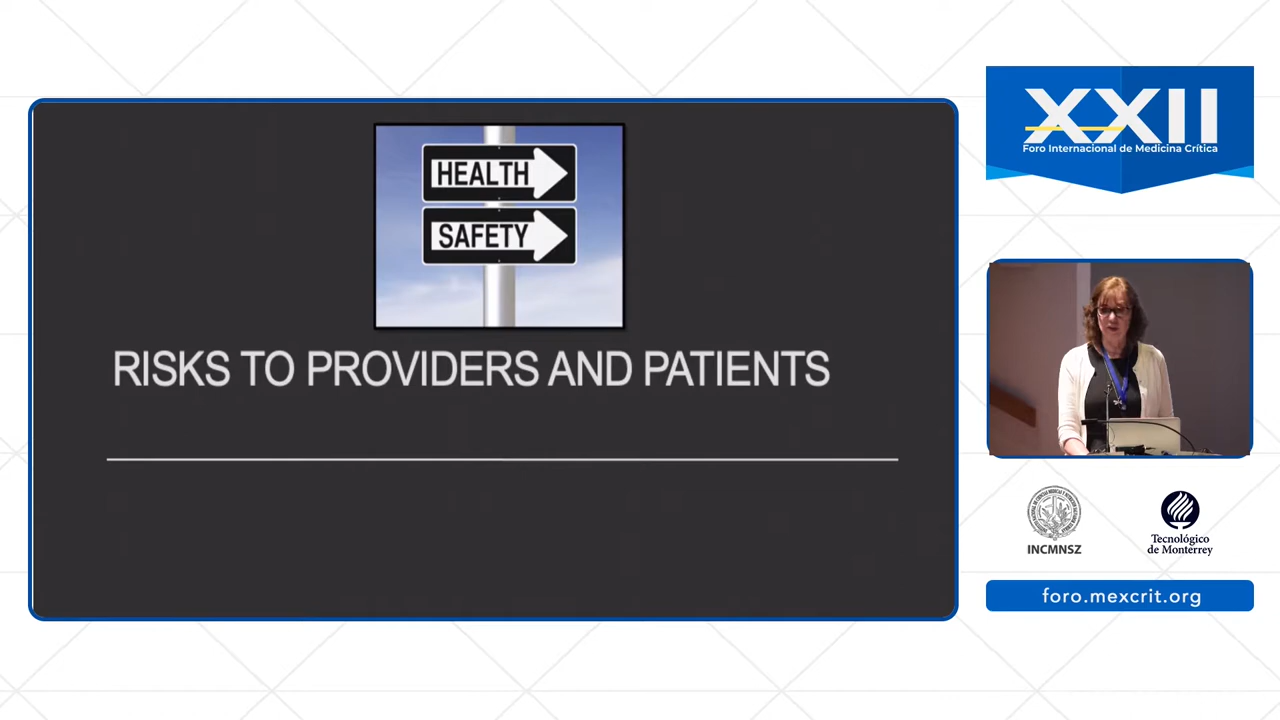 HEALTH
SAFETY
RISKS TO PROVIDERS AND PATIENTS
XXII
Foro Internacional de Medicina Crítica
INCMNSZ
Tecnológico
de Monterrey
foro.mexcrit.org